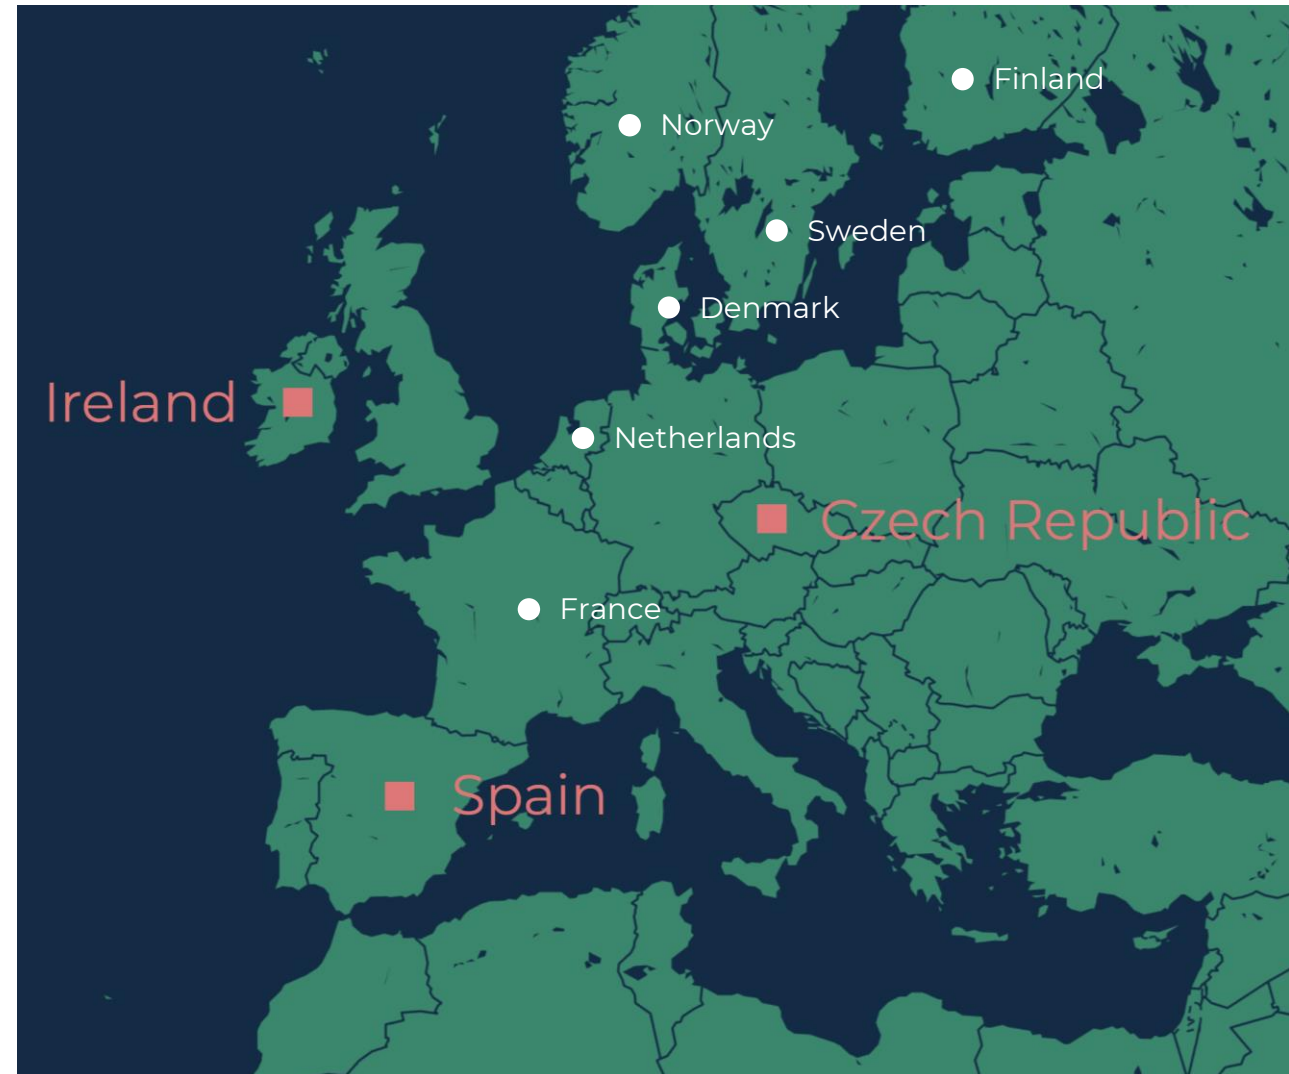 Finland
Norway
Sweden
Denmark
Ireland
Netherlands
Czech Republic
France
Spain